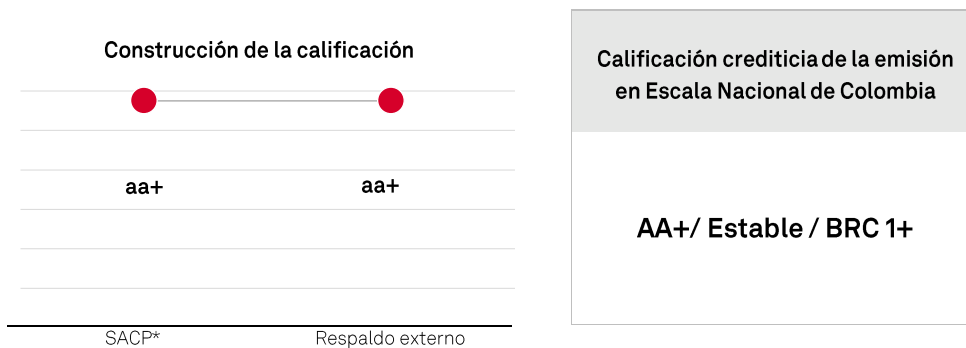 Construcción de la calificación
aa+
aa+
SACP*
Respaldo externo
Calificación crediticia de la emisión
en Escala Nacional de Colombia
AA+/ Estable / BRC 1+